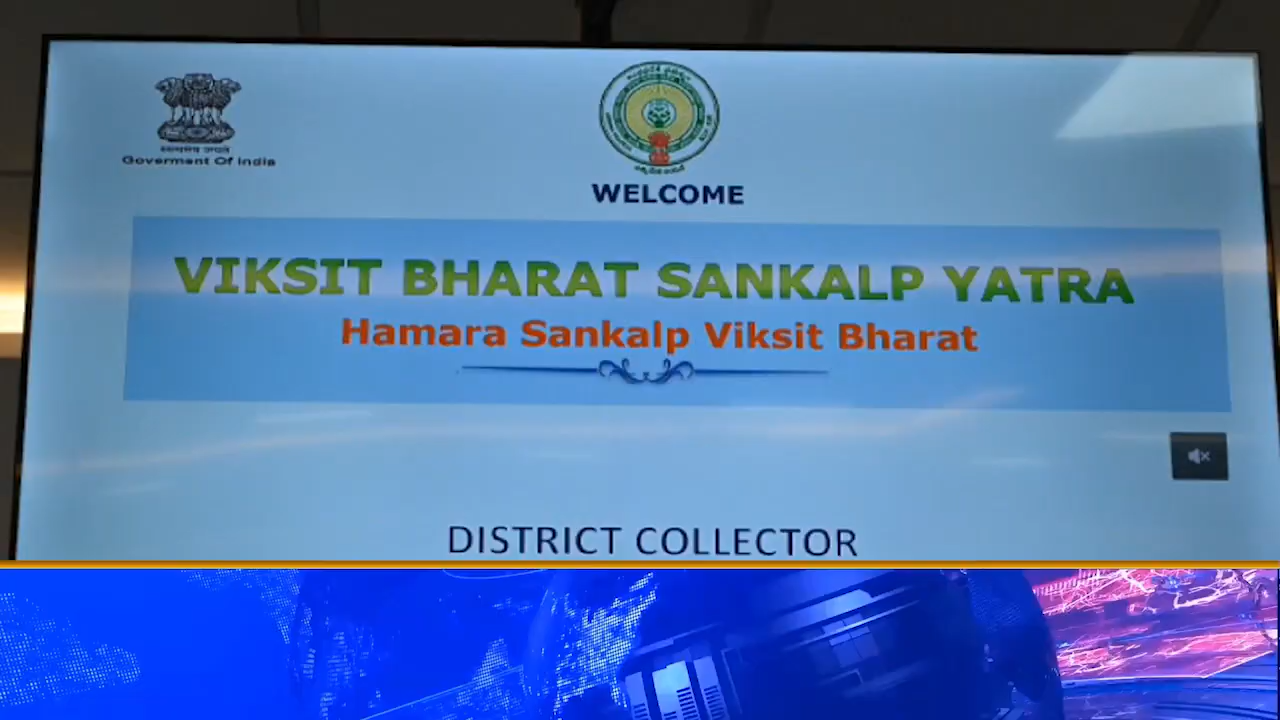 Goverment Of India
WELCOME
VIKSIT BHARAT SANKALP YATRA
Hamara Sankalp Viksit Bharat
DISTRICT COLLECTOR